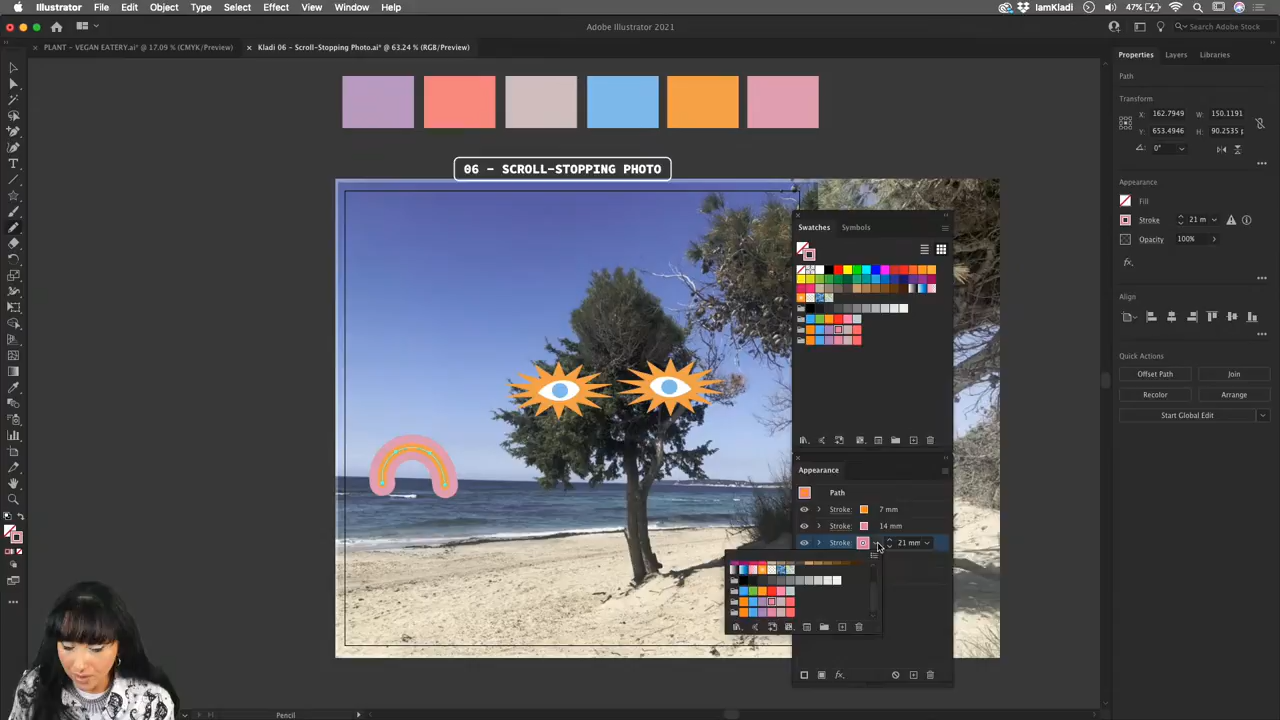 Illustrator File Edit Object Type Select Effect View Window Help
IamKladi 47%
Adobe Illustrator 2021
Search Adobe Stock
PLANT - VEGAN EATERY.ai* @ 17.09 % (CMYK/Preview)
Kladi 06 - Scroll-Stopping Photo.ai* @ 63.24 % (RGB/Preview)
Properties Layers Libraries
Path
Transform
X: 162.7949 W: 150.1191
Y: 653.4946 H: 90.2535 p
0°
06 - SCROLL-STOPPING PHOTO
Appearance
Fill
Stroke 21 m
Opacity 100%
fx.
Swatches Symbols
Align
Quick Actions
Offset Path Join
Recolor Arrange
Start Global Edit
Appearance
Path
Stroke: 7 mm
Stroke: 14 mm
Stroke: 21 mm
fx.
Pencil